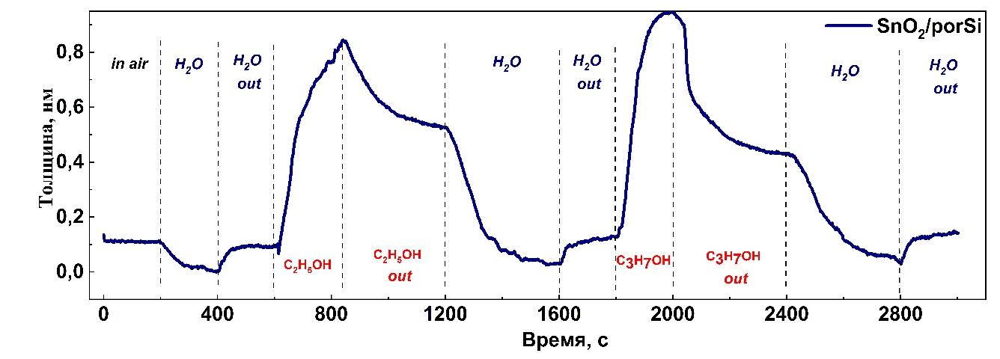 SnO2/porSi
in air
H2O
H2O
out
H2O
H2O
out
H2O
H2O
out
0,8
0,6
0,4
0,2
0,0
Толщина, нм
C2H5OH
C2H5OH
out
C3H7OH
C3H7OH
out
0
400
800
1200
1600
2000
2400
2800
Время, с